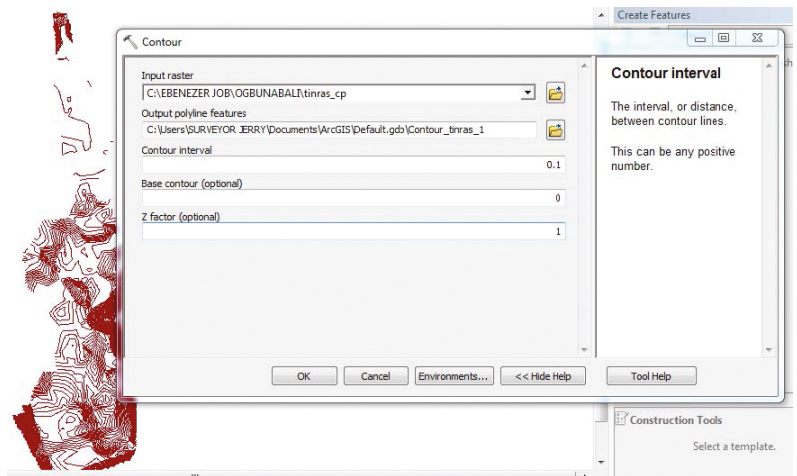 Create Features
Contour
Input raster
C:\EBENEZER JOB\OGBUNABALI\tinras_cp
Output polyline features
C:\Users\SURVEYOR JERRY\Documents\ArcGIS\Default.gdb\Contour_tinras_1
Contour interval
0.1
Base contour (optional)
0
Z factor (optional)
1
Contour interval
The interval, or distance,
between contour lines.
This can be any positive
number.
OK
Cancel
Environments...
<< Hide Help
Tool Help
Construction Tools
Select a template.